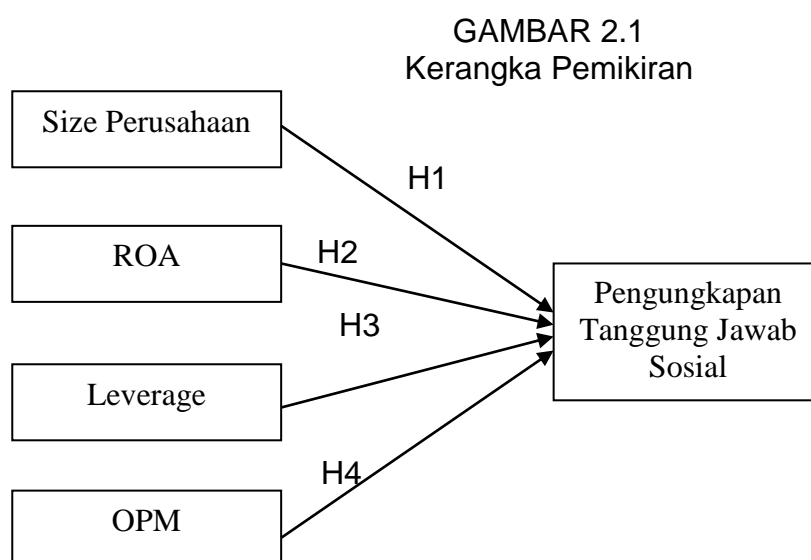 GAMBAR 2.1
Kerangka Pemikiran
Size Perusahaan
H1
ROA
H2
Pengungkapan
Tanggung Jawab
Sosial
H3
Leverage
H4
OPM